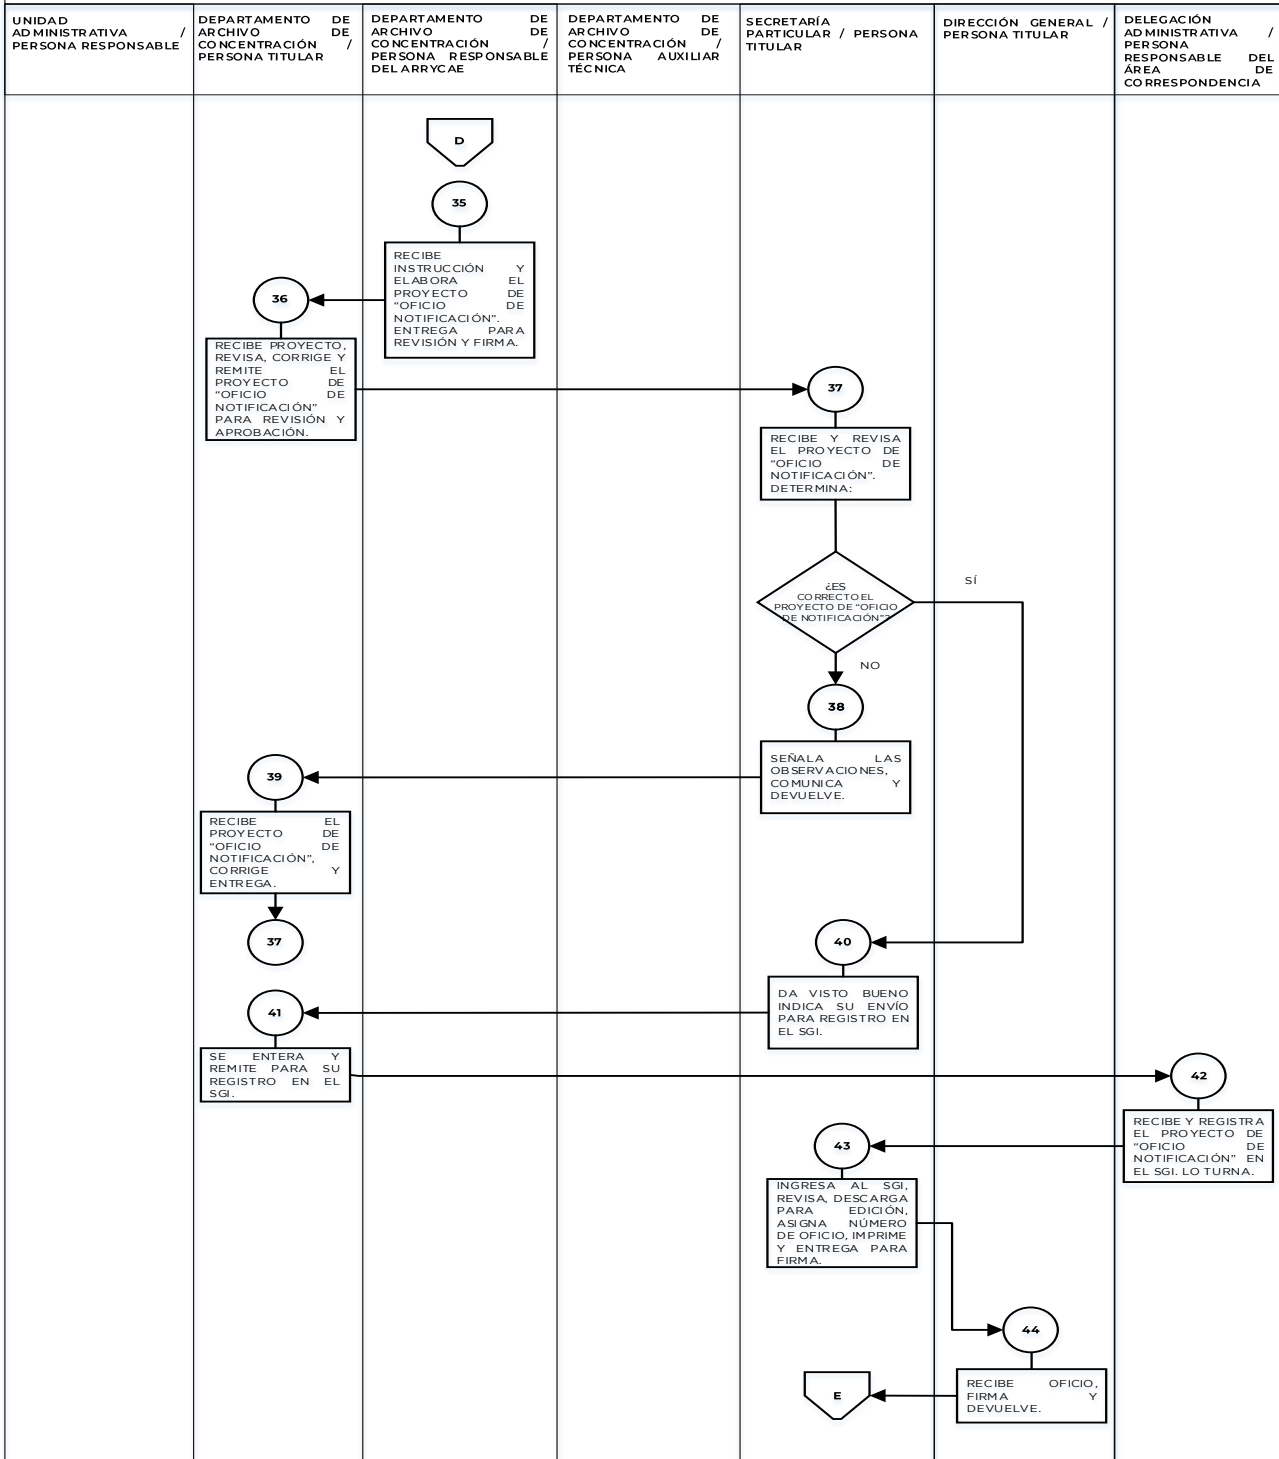 UNIDAD
ADMINISTRATIVA /
PERSONA RESPONSABLE
DEPARTAMENTO DE
ARCHIVO DE
CONCENTRACIÓN /
PERSONA TITULAR
DEPARTAMENTO DE
ARCHIVO DE
CONCENTRACIÓN /
PERSONA RESPONSABLE
DEL ARRYCAE
DEPARTAMENTO DE
ARCHIVO DE
CONCENTRACIÓN /
PERSONA AUXILIAR
TÉCNICA
SECRETARÍA
PARTICULAR / PERSONA
TITULAR
DIRECCIÓN GENERAL /
PERSONA TITULAR
DELEGACIÓN
ADMINISTRATIVA /
PERSONA
RESPONSABLE DEL
ÁREA DE
CORRESPONDENCIA
D
35
RECIBE
INSTRUCCIÓN Y
ELABORA EL
PROYECTO DE
“OFICIO DE
NOTIFICACIÓN”.
ENTREGA PARA
REVISIÓN Y FIRMA.
36
RECIBE PROYECTO,
REVISA, CORRIGE Y
REMITE EL
PROYECTO DE
“OFICIO DE
NOTIFICACIÓN”
PARA REVISIÓN Y
APROBACIÓN.
37
RECIBE Y REVISA
EL PROYECTO DE
“OFICIO DE
NOTIFICACIÓN”.
DETERMINA:
¿ES
CORRECTO EL
PROYECTO DE “OFICIO
DE NOTIFICACIÓN”?
SÍ
NO
38
SEÑALA LAS
OBSERVACIONES,
COMUNICA Y
DEVUELVE.
39
RECIBE EL
PROYECTO DE
“OFICIO DE
NOTIFICACIÓN”,
CORRIGE Y
ENTREGA.
37
40
DA VISTO BUENO
INDICA SU ENVÍO
PARA REGISTRO EN
EL SGI.
41
SE ENTERA Y
REMITE PARA SU
REGISTRO EN EL
SGI.
42
RECIBE Y REGISTRA
EL PROYECTO DE
“OFICIO DE
NOTIFICACIÓN” EN
EL SGI. LO TURNA.
43
INGRESA AL SGI,
REVISA, DESCARGA
PARA EDICIÓN,
ASIGNA NÚMERO
DE OFICIO, IMPRIME
Y ENTREGA PARA
FIRMA.
44
RECIBE OFICIO,
FIRMA Y
DEVUELVE.
E